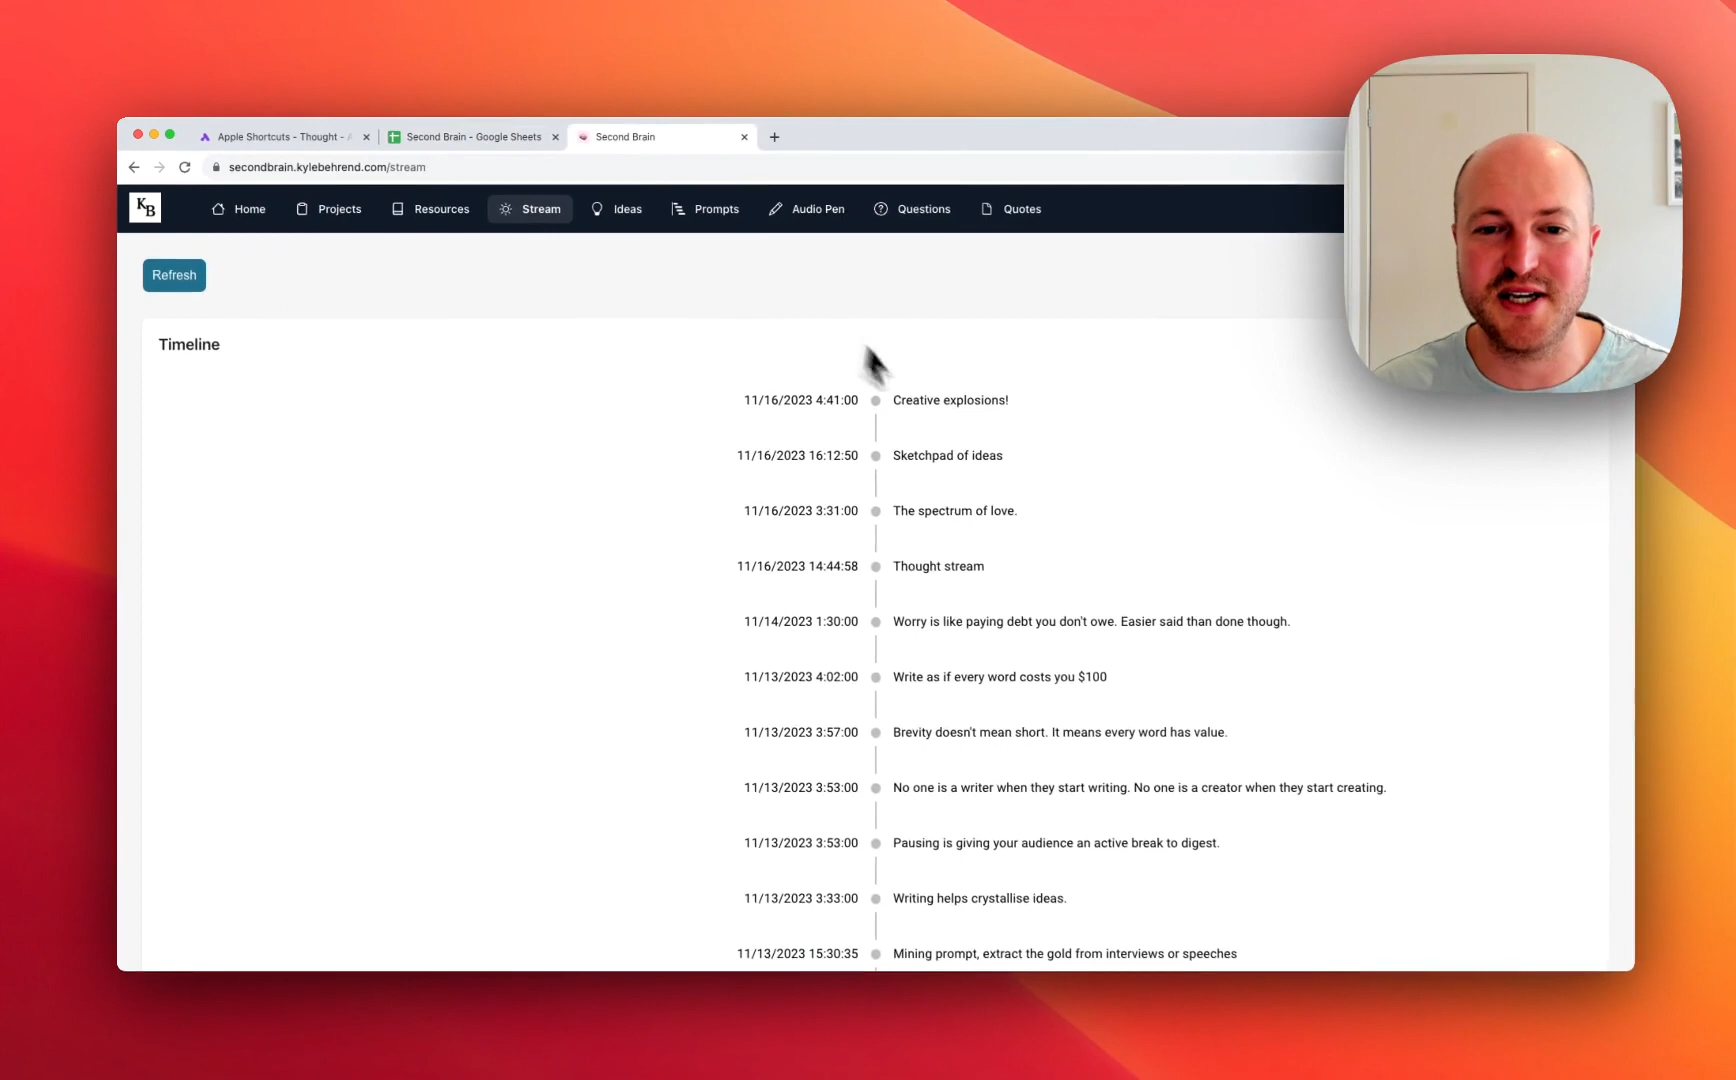 Apple Shortcuts - Thought - A
Second Brain - Google Sheets
Second Brain
secondbrain.kylebehrend.com/stream
KB
Home
Projects
Resources
Stream
Ideas
Prompts
Audio Pen
Questions
Quotes
Refresh
Timeline
11/16/2023 4:41:00 Creative explosions!
11/16/2023 16:12:50 Sketchpad of ideas
11/16/2023 3:31:00 The spectrum of love.
11/16/2023 14:44:58 Thought stream
11/14/2023 1:30:00 Worry is like paying debt you don't owe. Easier said than done though.
11/13/2023 4:02:00 Write as if every word costs you $100
11/13/2023 3:57:00 Brevity doesn't mean short. It means every word has value.
11/13/2023 3:53:00 No one is a writer when they start writing. No one is a creator when they start creating.
11/13/2023 3:53:00 Pausing is giving your audience an active break to digest.
11/13/2023 3:33:00 Writing helps crystallise ideas.
11/13/2023 15:30:35 Mining prompt, extract the gold from interviews or speeches